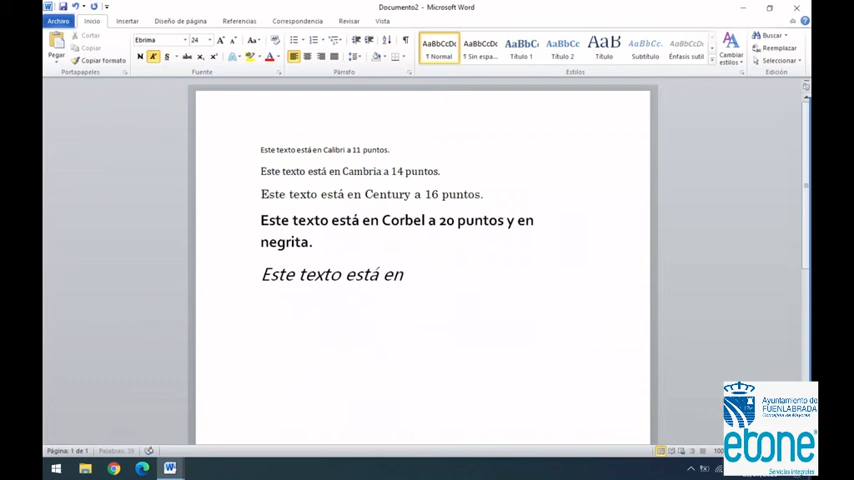 Documento2 - Microsoft Word
Archivo Inicio Insertar Diseño de página Referencias Correspondencia Revisar Vista
Pegar
Cortar
Copiar
Copiar formato
Portapapeles
Ebrima 24
Fuente
Párrafo
AaBbCcDc AaBbCcDc AaBbC AaBbCc AaB AaBbCc. AaBbCcDc
¶ Normal ¶ Sin espa... Título 1 Título 2 Título Subtítulo Énfasis sutil
Estilos
Cambiar estilos
Buscar
Reemplazar
Seleccionar
Edición
Este texto está en Calibri a 11 puntos.
Este texto está en Cambria a 14 puntos.
Este texto está en Century a 16 puntos.
Este texto está en Corbel a 20 puntos y en
negrita.
Este texto está en
Página: 1 de 1 Palabras: 39
Ayuntamiento de
FUENLABRADA
etone
Servicios integrales